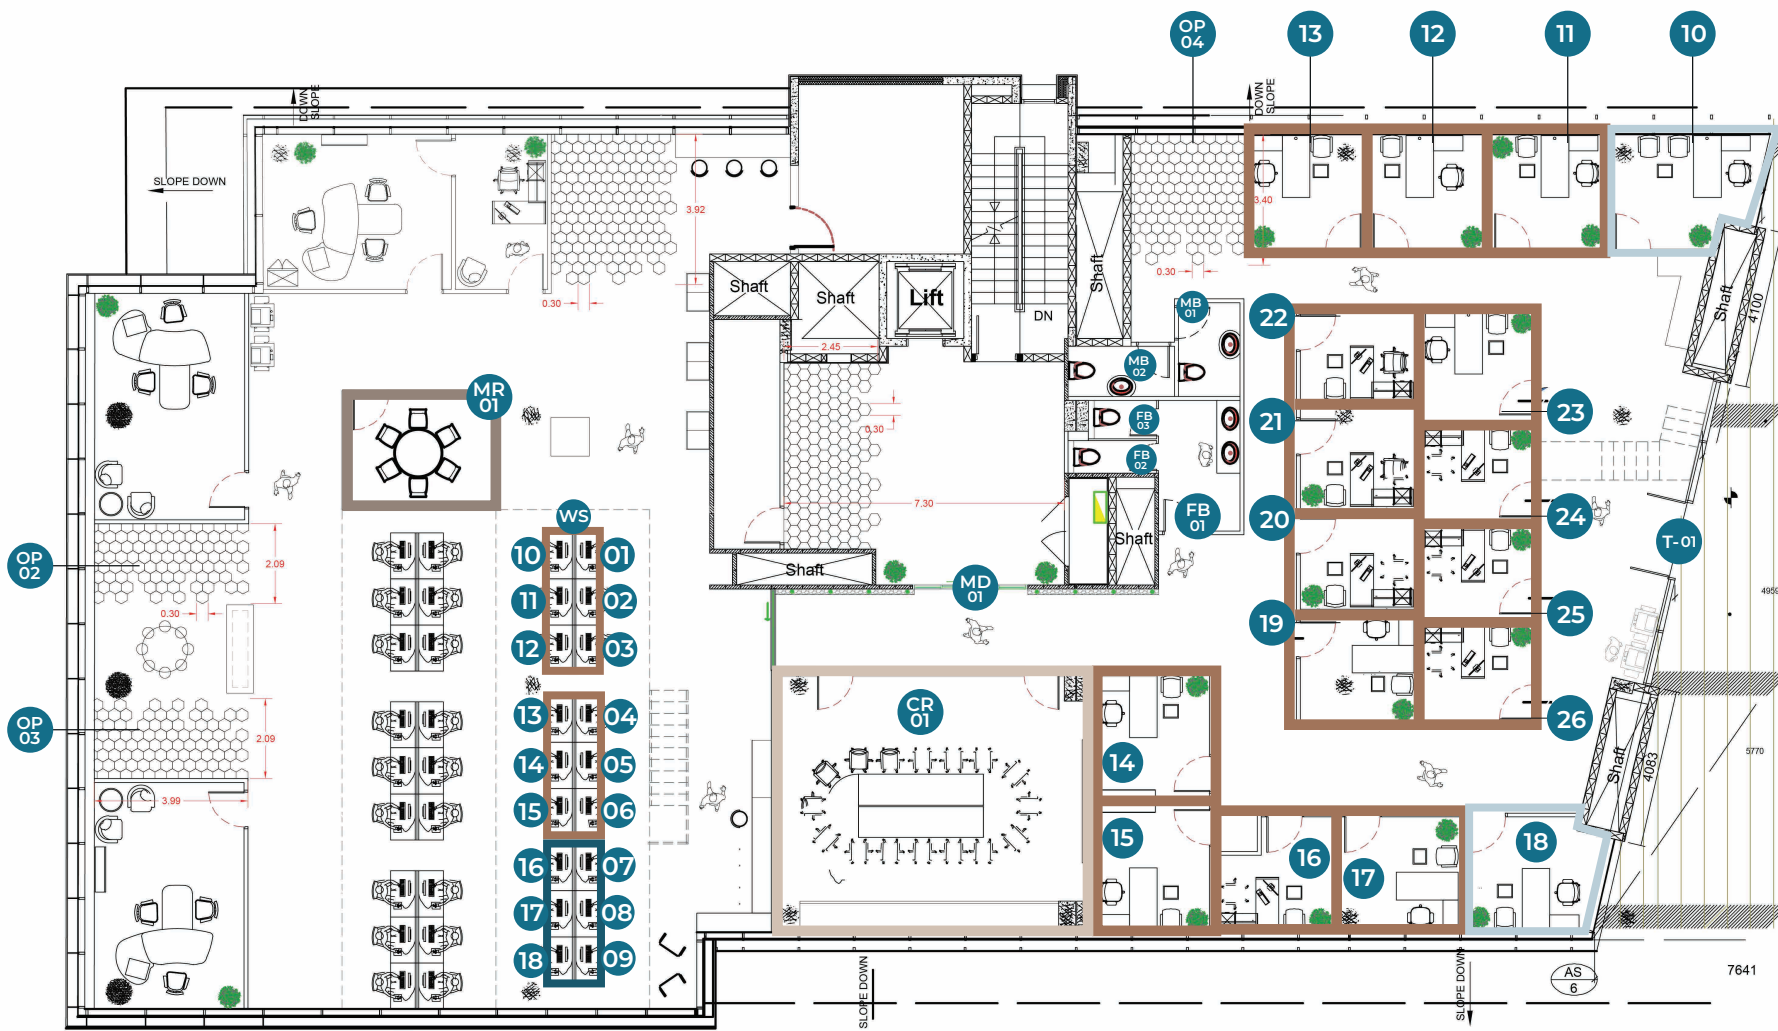 OP
04
13
12
11
10
DOWN
SLOPE
DOWN
SLOPE
SLOPE DOWN
3.92
3.40
0.30
0.30
Shaft
Shaft
Lift
Shaft
DN
MB
01
2.45
MB
02
Shaft
4100
22
23
MR
01
0.30
FB
03
FB
02
21
7.30
FB
01
Shaft
20
24
T-01
WS
10
01
11
02
12
03
OP
02
2.09
0.30
Shaft
MD
01
25
4959
19
26
13
04
14
05
15
06
OP
03
2.09
3.99
CR
01
14
15
16
17
18
Shaft
4083
5770
16
07
17
08
18
09
SLOPE DOWN
SLOPE DOWN
AS
6
7641